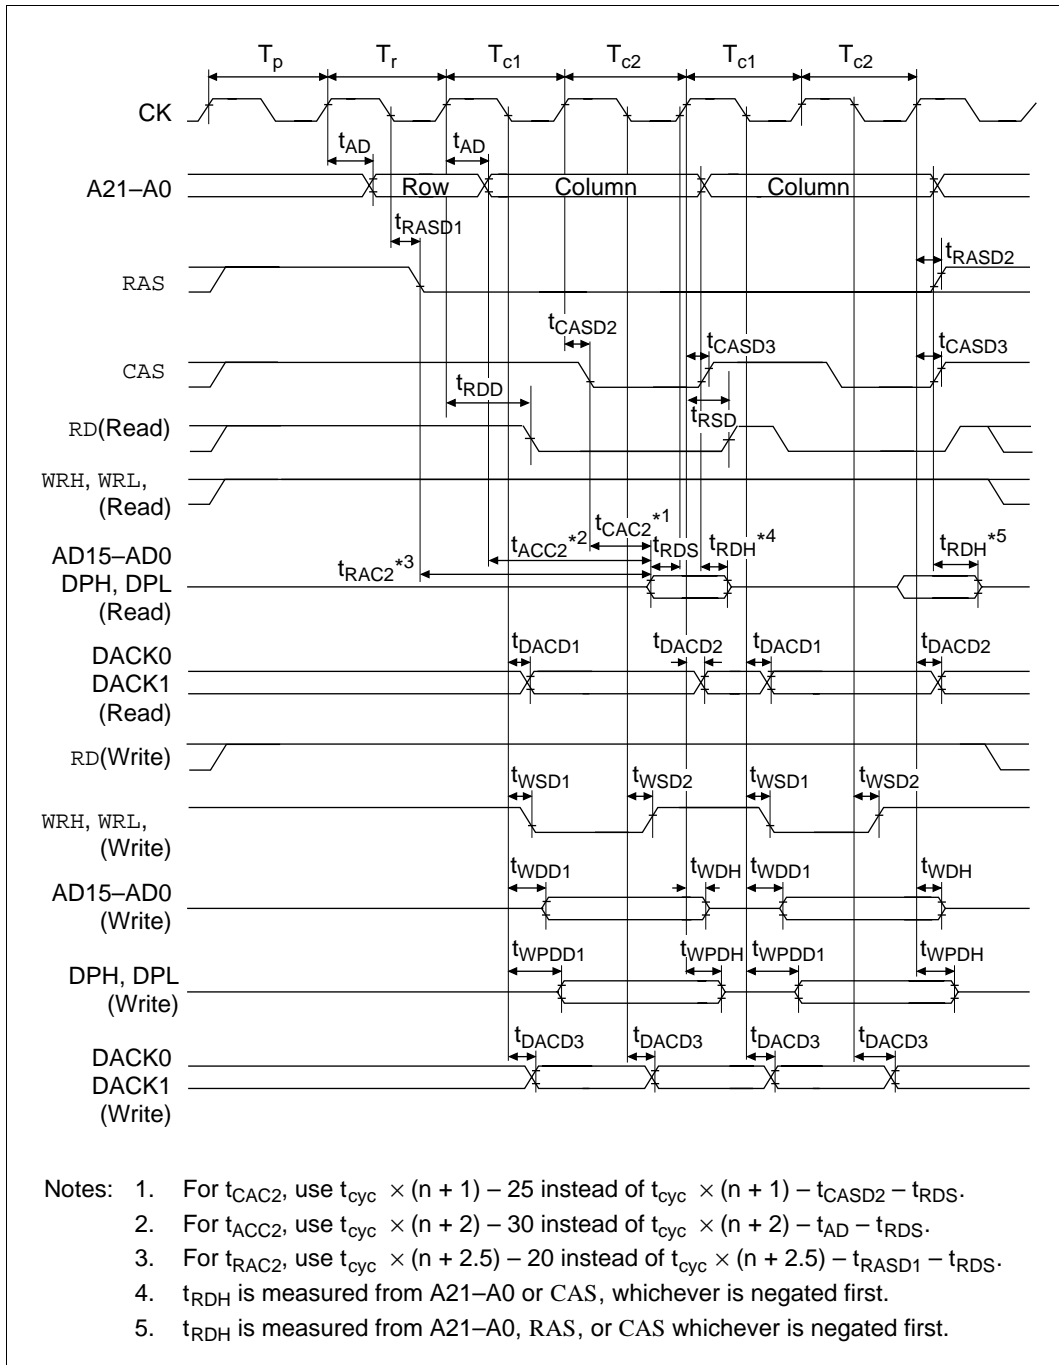 Tp Tr Tc1 Tc2 Tc1 Tc2
CK
tAD tAD
A21–A0 Row Column Column
tRASD1
RAS tRASD2
tCASD2
CAS tCASD3 tCASD3
tRDD
RD(Read) tRSD
WRH, WRL,
(Read)
tCAC2*1
AD15–AD0 tACC2*2 tRDS tRDH*4 tRDH*5
DPH, DPL tRAC2*3
(Read)
DACK0 tDACD1 tDACD2 tDACD1 tDACD2
DACK1
(Read)
RD(Write)
tWSD1 tWSD2 tWSD1 tWSD2
WRH, WRL,
(Write)
tWDD1 tWDH tWDD1 tWDH
AD15–AD0
(Write)
tWPDD1 tWPDH tWPDD1 tWPDH
DPH, DPL
(Write)
tDACD3 tDACD3 tDACD3 tDACD3
DACK0
DACK1
(Write)
Notes: 1. For tCAC2, use tcyc × (n + 1) – 25 instead of tcyc × (n + 1) – tCASD2 – tRDS.
2. For tACC2, use tcyc × (n + 2) – 30 instead of tcyc × (n + 2) – tAD – tRDS.
3. For tRAC2, use tcyc × (n + 2.5) – 20 instead of tcyc × (n + 2.5) – tRASD1 – tRDS.
4. tRDH is measured from A21–A0 or CAS, whichever is negated first.
5. tRDH is measured from A21–A0, RAS, or CAS whichever is negated first.